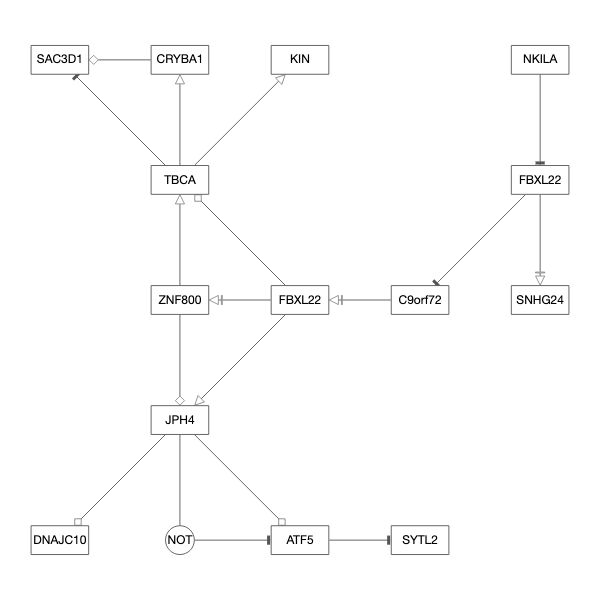 SAC3D1
CRYBA1
KIN
NKILA
TBCA
FBXL22
ZNF800
FBXL22
C9orf72
SNHG24
JPH4
DNAJC10
NOT
ATF5
SYTL2